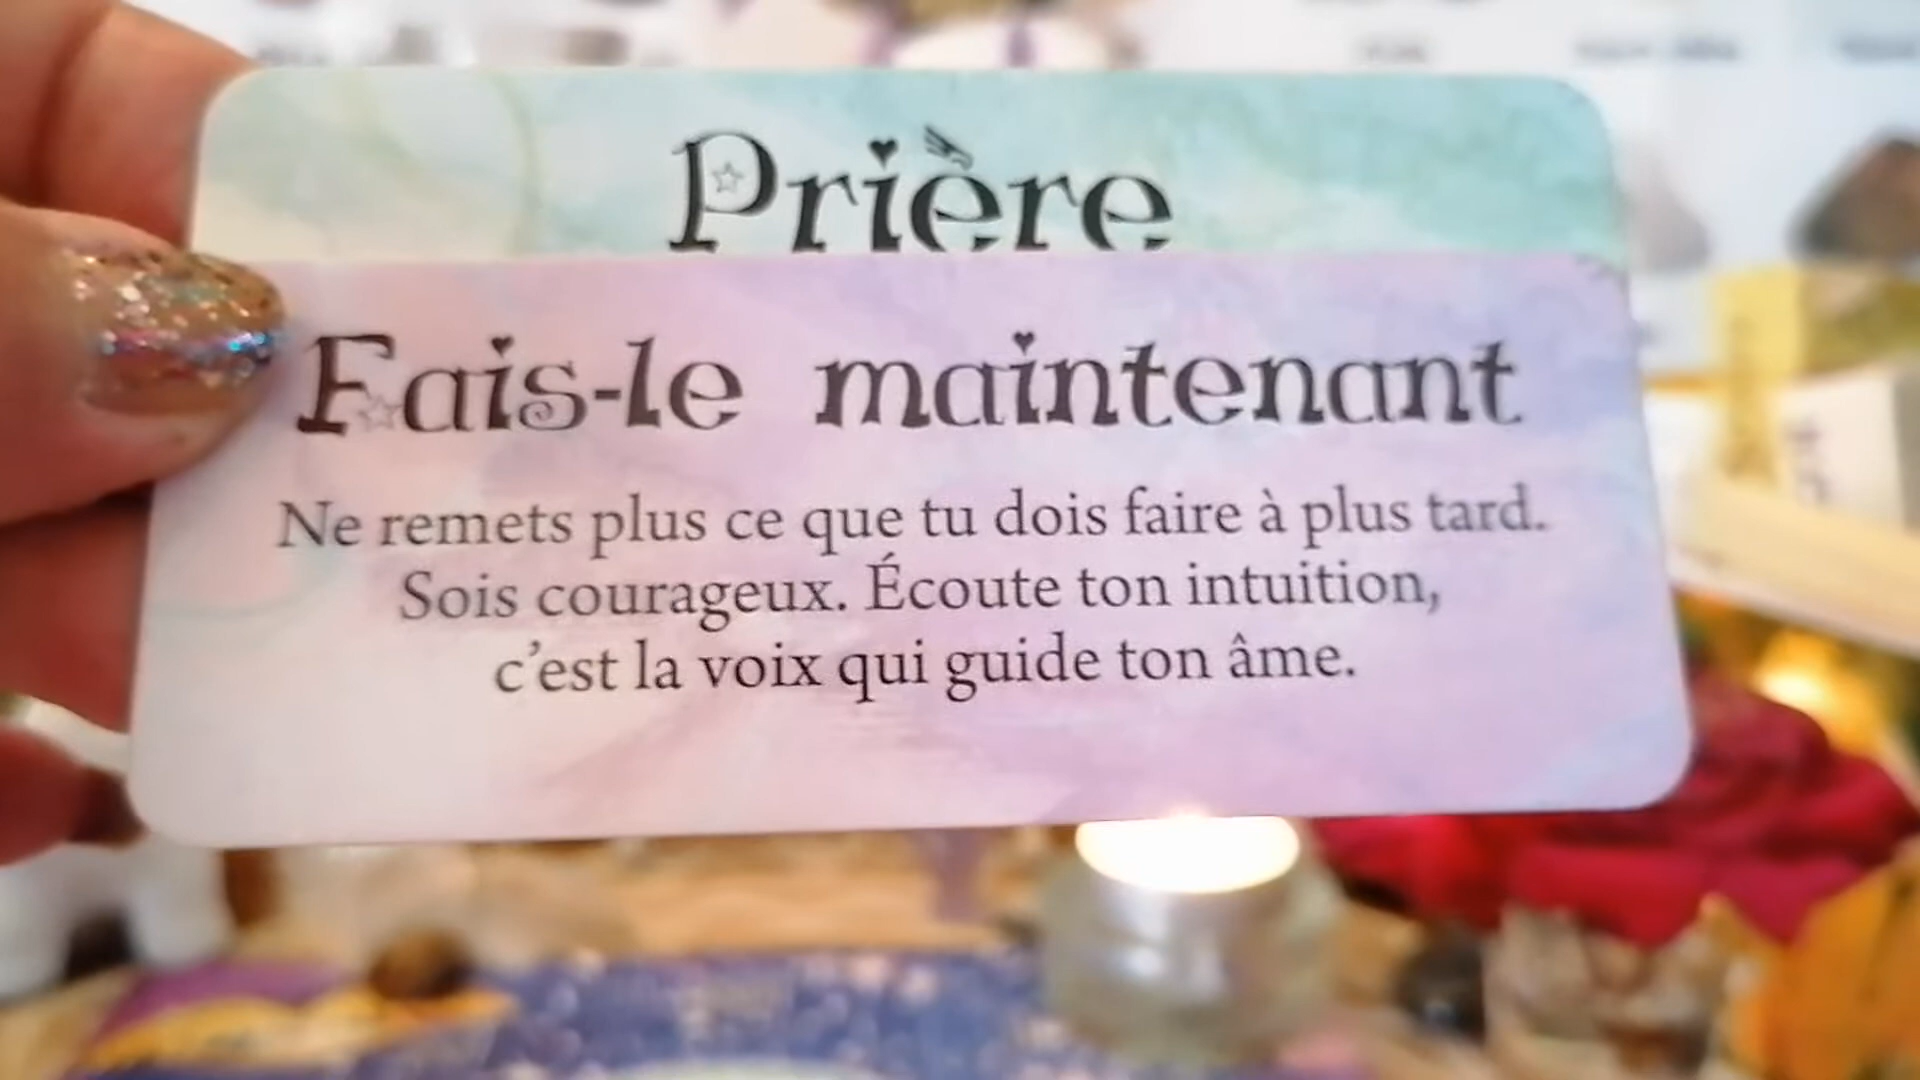 Prière
Fais-le maintenant
Ne remets plus ce que tu dois faire à plus tard.
Sois courageux. Écoute ton intuition,
c’est la voix qui guide ton âme.